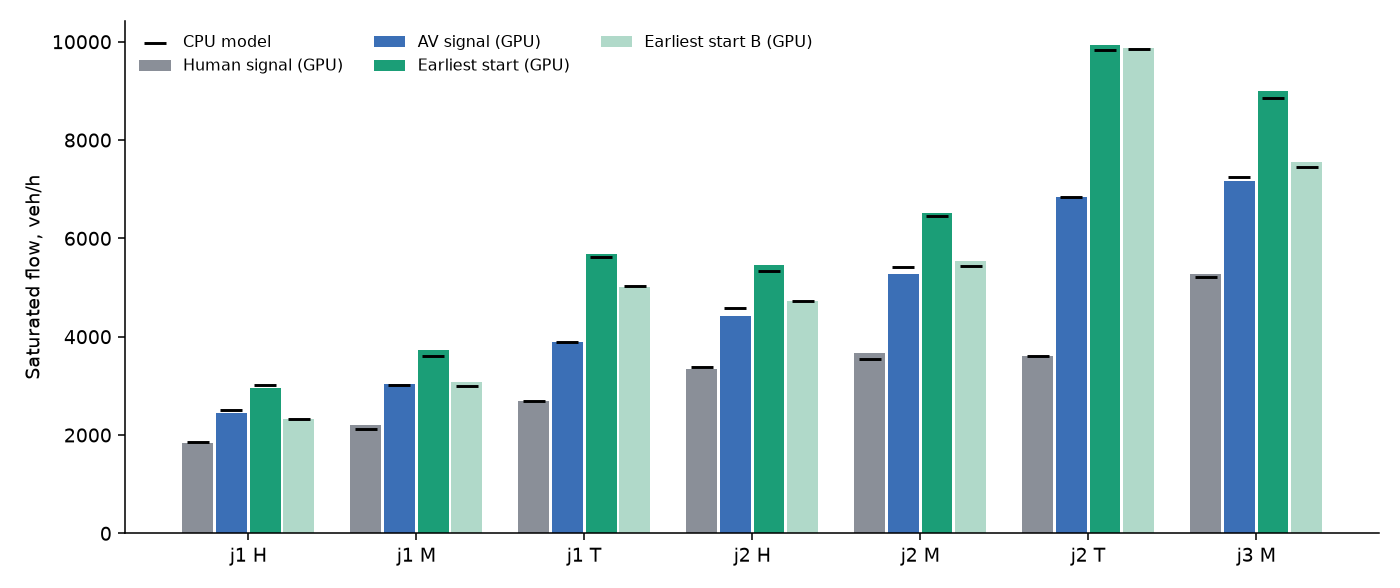 CPU model
Human signal (GPU)
AV signal (GPU)
Earliest start (GPU)
Earliest start B (GPU)
Saturated flow, veh/h
10000
8000
6000
4000
2000
0
j1 H
j1 M
j1 T
j2 H
j2 M
j2 T
j3 M